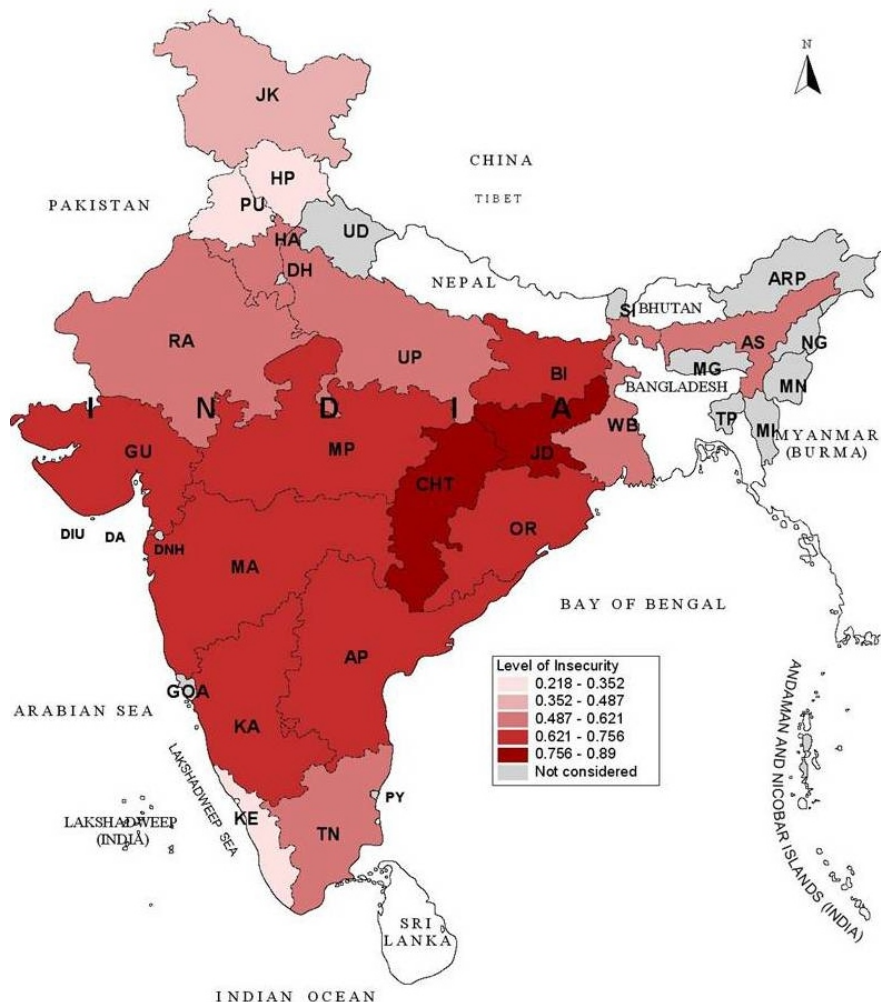 N
JK
CHINA
HP
TIBET
PAKISTAN
PU
UD
HA
DH
NEPAL
ARP
SI
BHUTAN
RA
AS
NG
UP
MG
BI
BANGLADESH
MN
I N D I A
WB
TP
MI
MYANMAR
(BURMA)
GU
MP
JD
CHT
DIU
DA
DNH
OR
MA
BAY OF BENGAL
AP
Level of Insecurity
0.218 - 0.352
0.352 - 0.487
0.487 - 0.621
0.621 - 0.756
0.756 - 0.89
Not considered
GOA
ARABIAN SEA
KA
ANDAMAN AND NICOBAR ISLANDS (INDIA)
LAKSHADWEEP SEA
PY
KE
LAKSHADWEEP
(INDIA)
TN
SRI
LANKA
INDIAN OCEAN